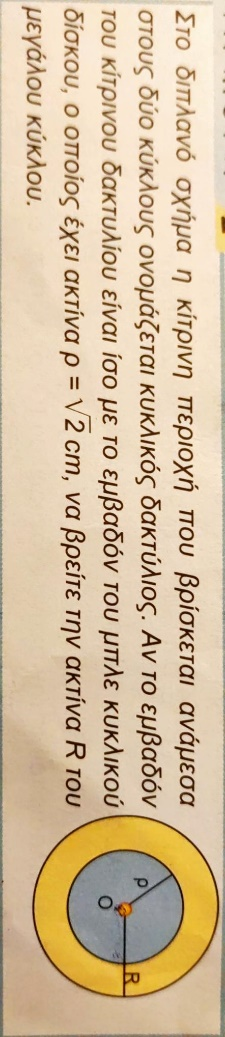 Στο διπλανό σχήμα η κίτρινη περιοχή που βρίσκεται ανάμεσα
στους δύο κύκλους ονομάζεται κυκλικός δακτύλιος. Αν το εμβαδόν
του κίτρινου δακτυλίου είναι ίσο με το εμβαδόν του μπλε κυκλικού
δίσκου, ο οποίος έχει ακτίνα ρ = √2 cm, να βρείτε την ακτίνα R του
μεγάλου κύκλου.
ρ
O
R